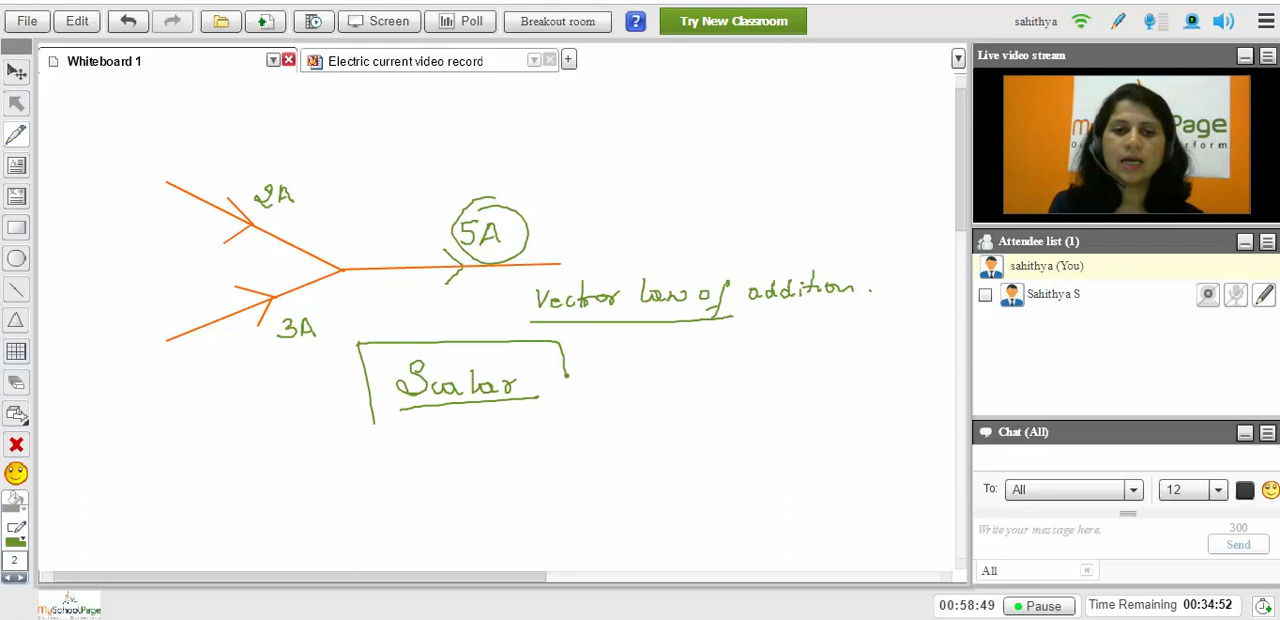 File Edit Screen Poll Breakout room ? Try New Classroom sahithya
Whiteboard 1 Electric current video record +
Live video stream
MySchoolPage
Attendee list (1)
sahithya (You)
Sahithya S
2A
5A
3A
Vector law of addition.
Scalar
Chat (All)
To: All 12
Write your message here. 300
Send
All
2
MySchoolPage
00:58:49 Pause Time Remaining 00:34:52